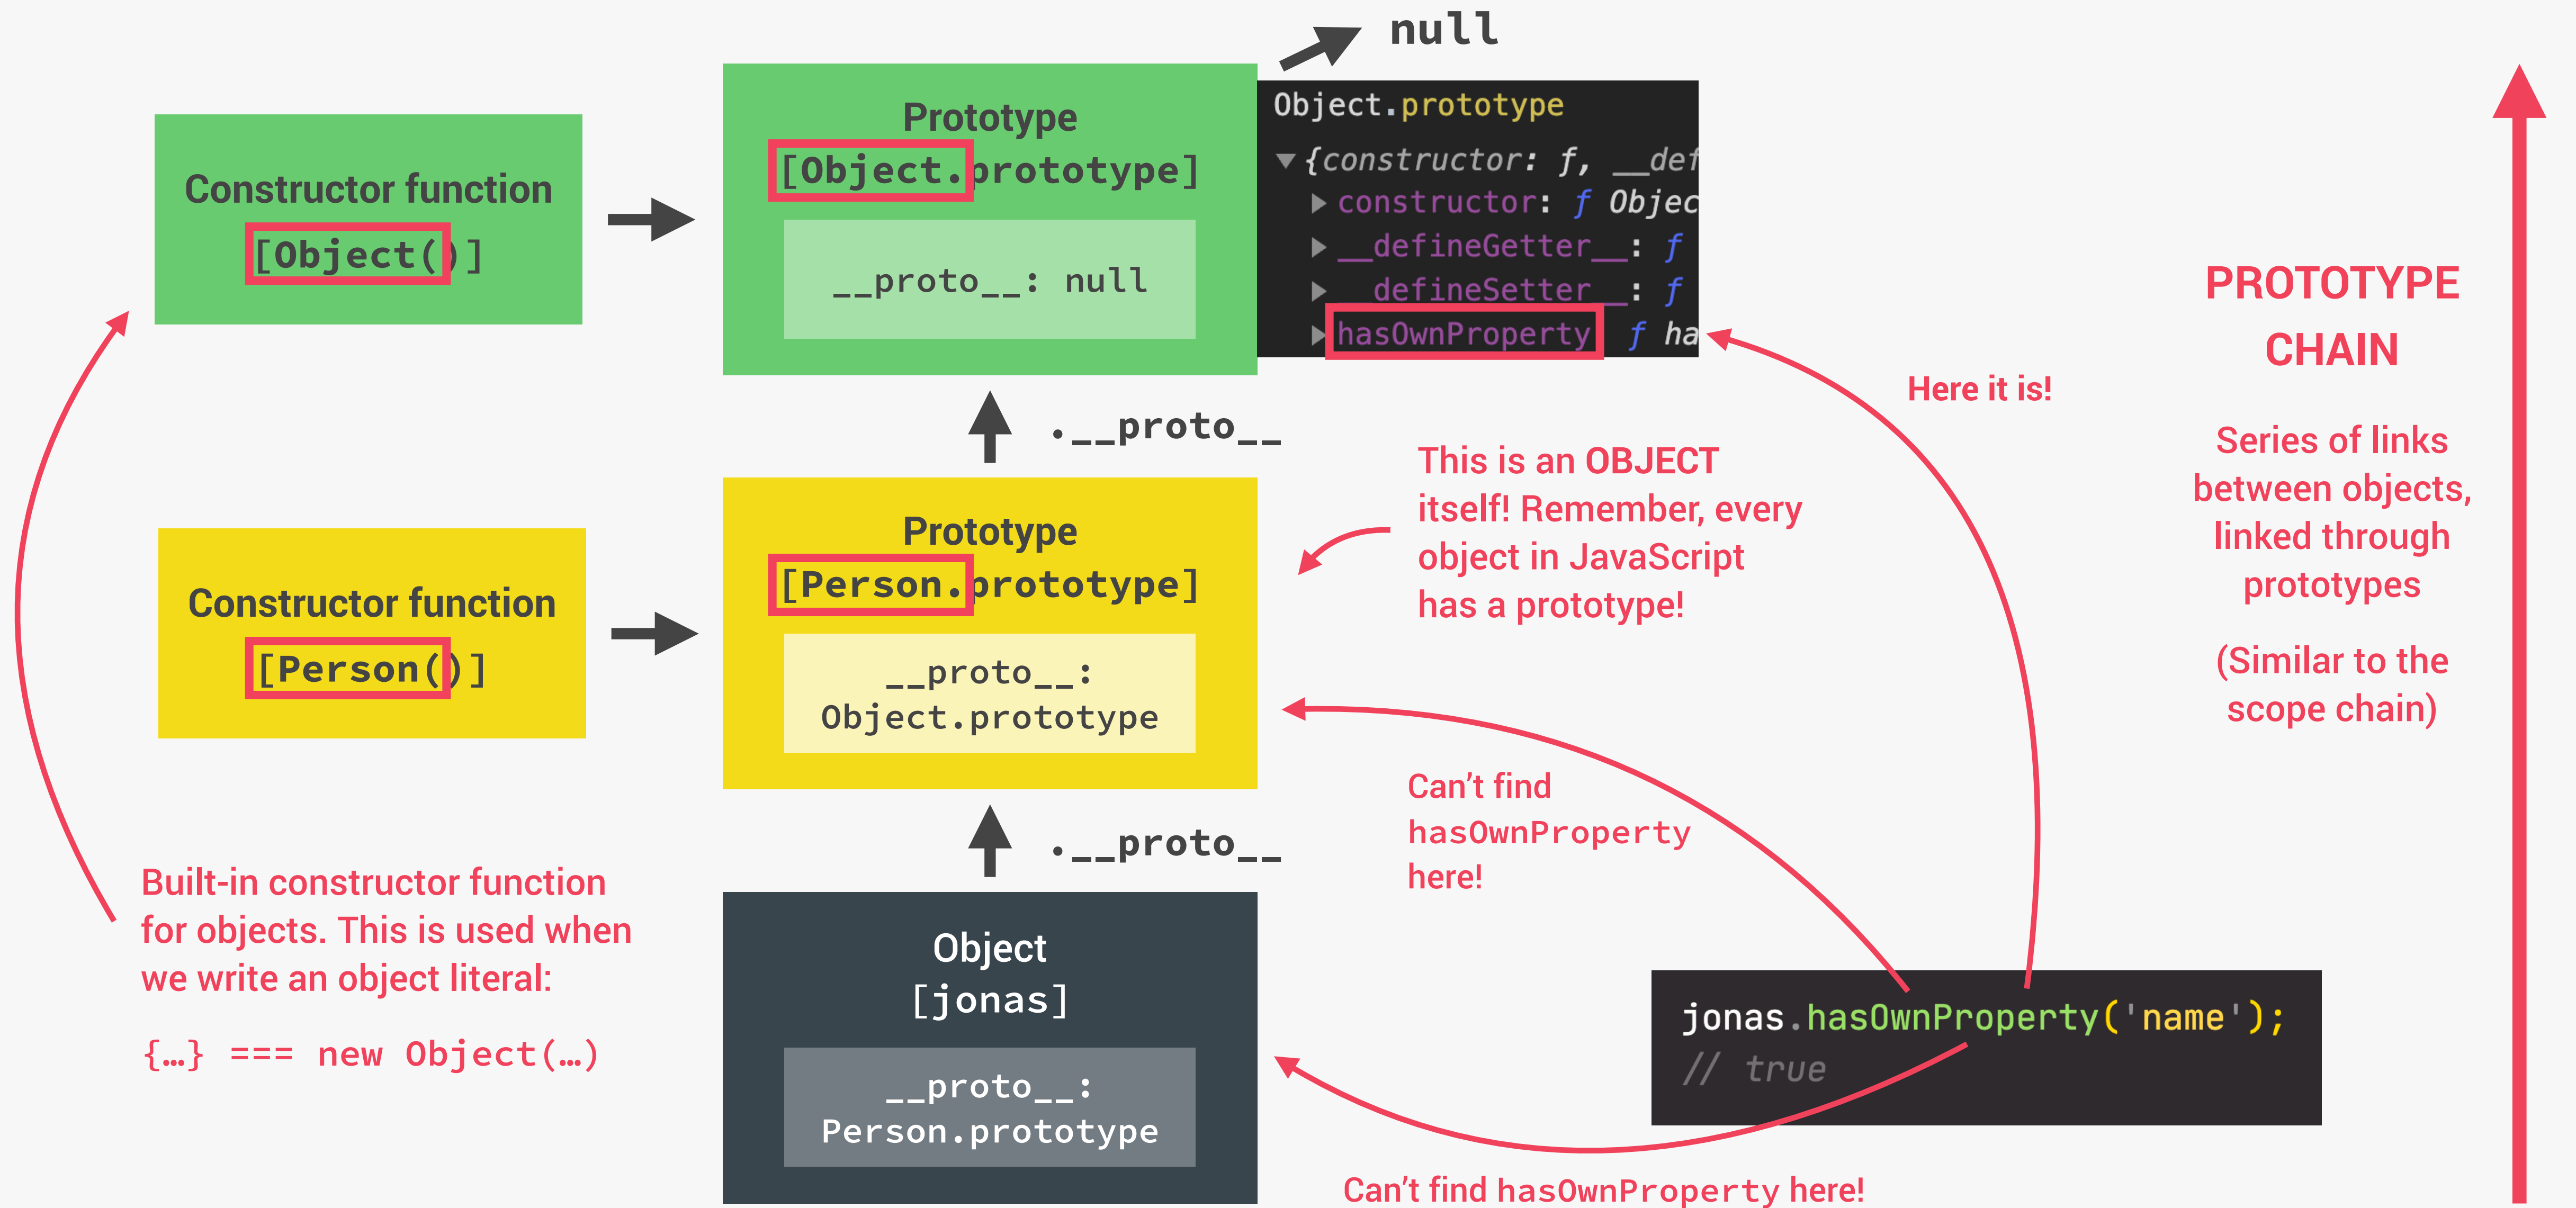 null
Prototype
[Object.prototype]
__proto__: null
Object.prototype
{constructor: ƒ, __def
constructor: ƒ Objec
__defineGetter__: ƒ
__defineSetter__: ƒ
hasOwnProperty ƒ ha
Constructor function
[Object()]
.__proto__
Here it is!
PROTOTYPE
CHAIN
Series of links
between objects,
linked through
prototypes
(Similar to the
scope chain)
This is an OBJECT
itself! Remember, every
object in JavaScript
has a prototype!
Prototype
[Person.prototype]
__proto__:
Object.prototype
Constructor function
[Person()]
Can’t find
hasOwnProperty
here!
.__proto__
Built-in constructor function
for objects. This is used when
we write an object literal:
{…} === new Object(…)
Object
[jonas]
__proto__:
Person.prototype
jonas.hasOwnProperty('name');
// true
Can’t find hasOwnProperty here!